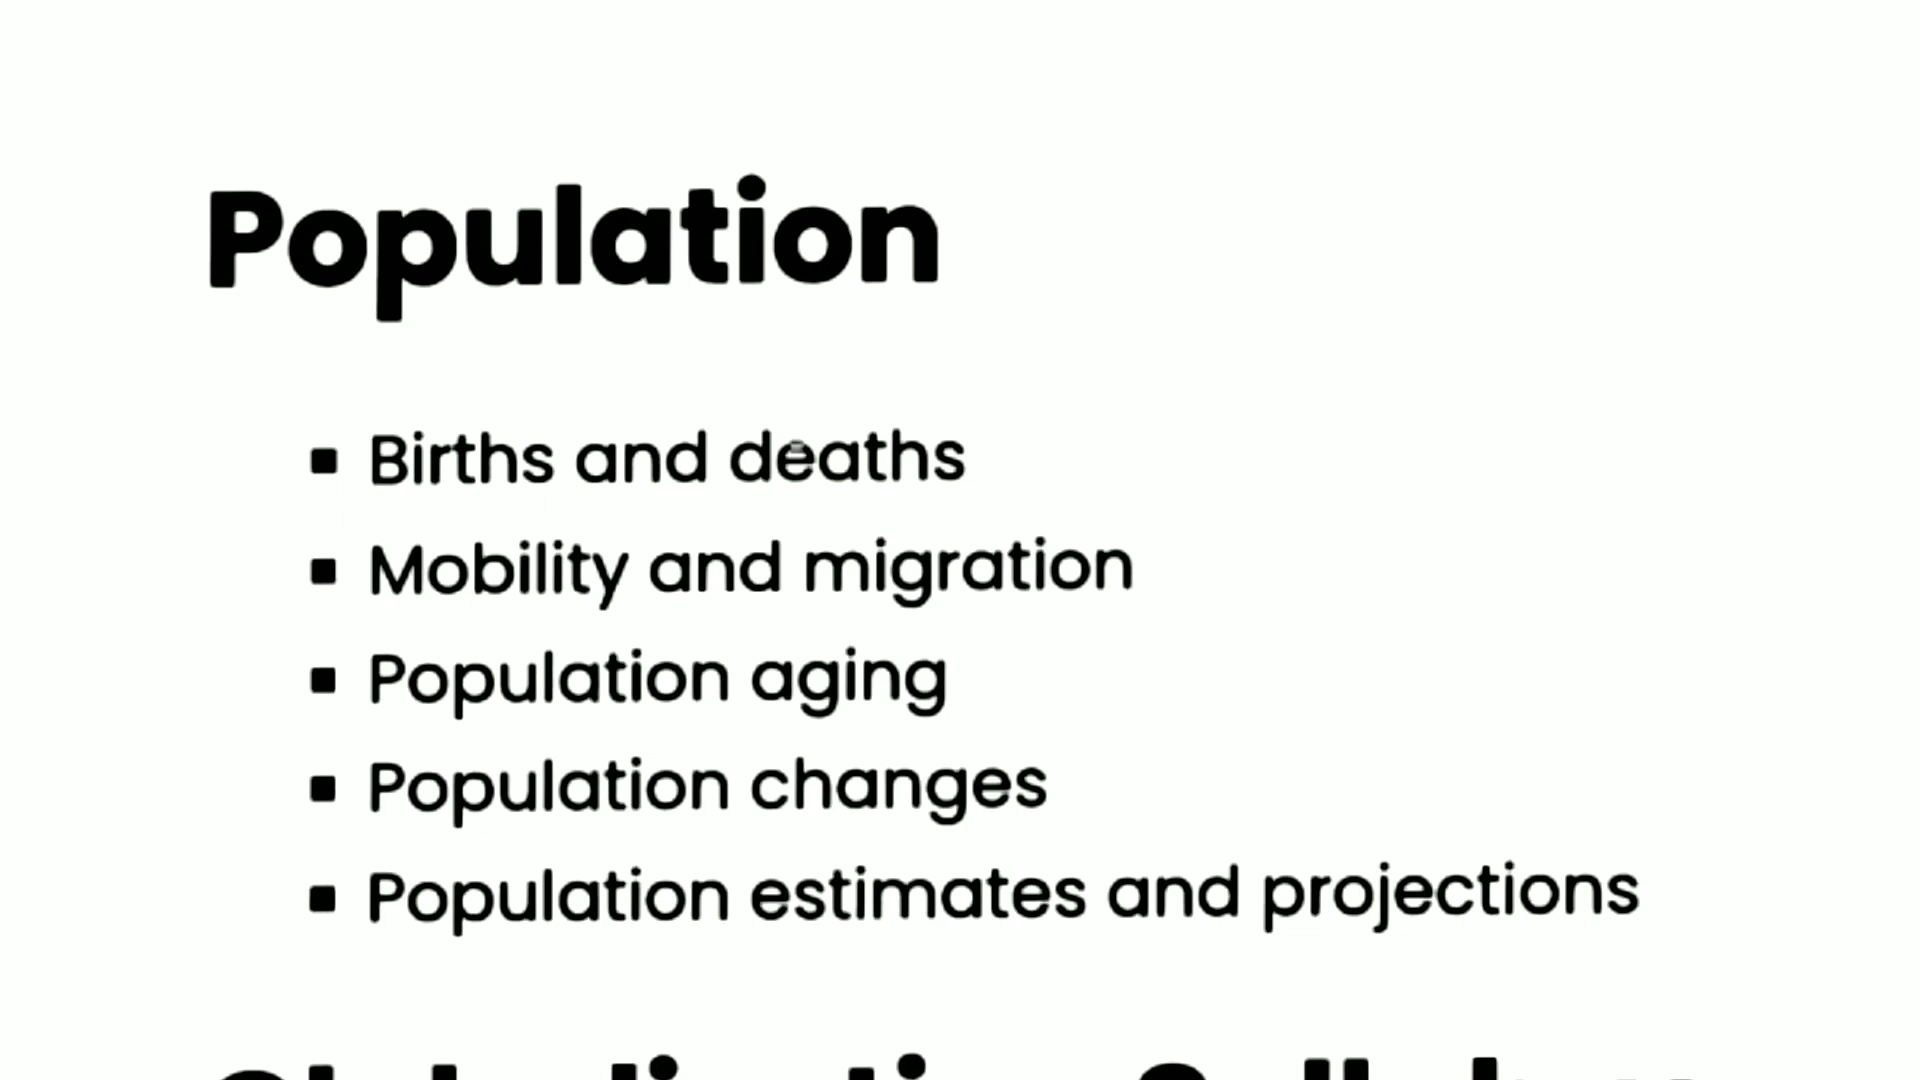 Population
Births and deaths
Mobility and migration
Population aging
Population changes
Population estimates and projections